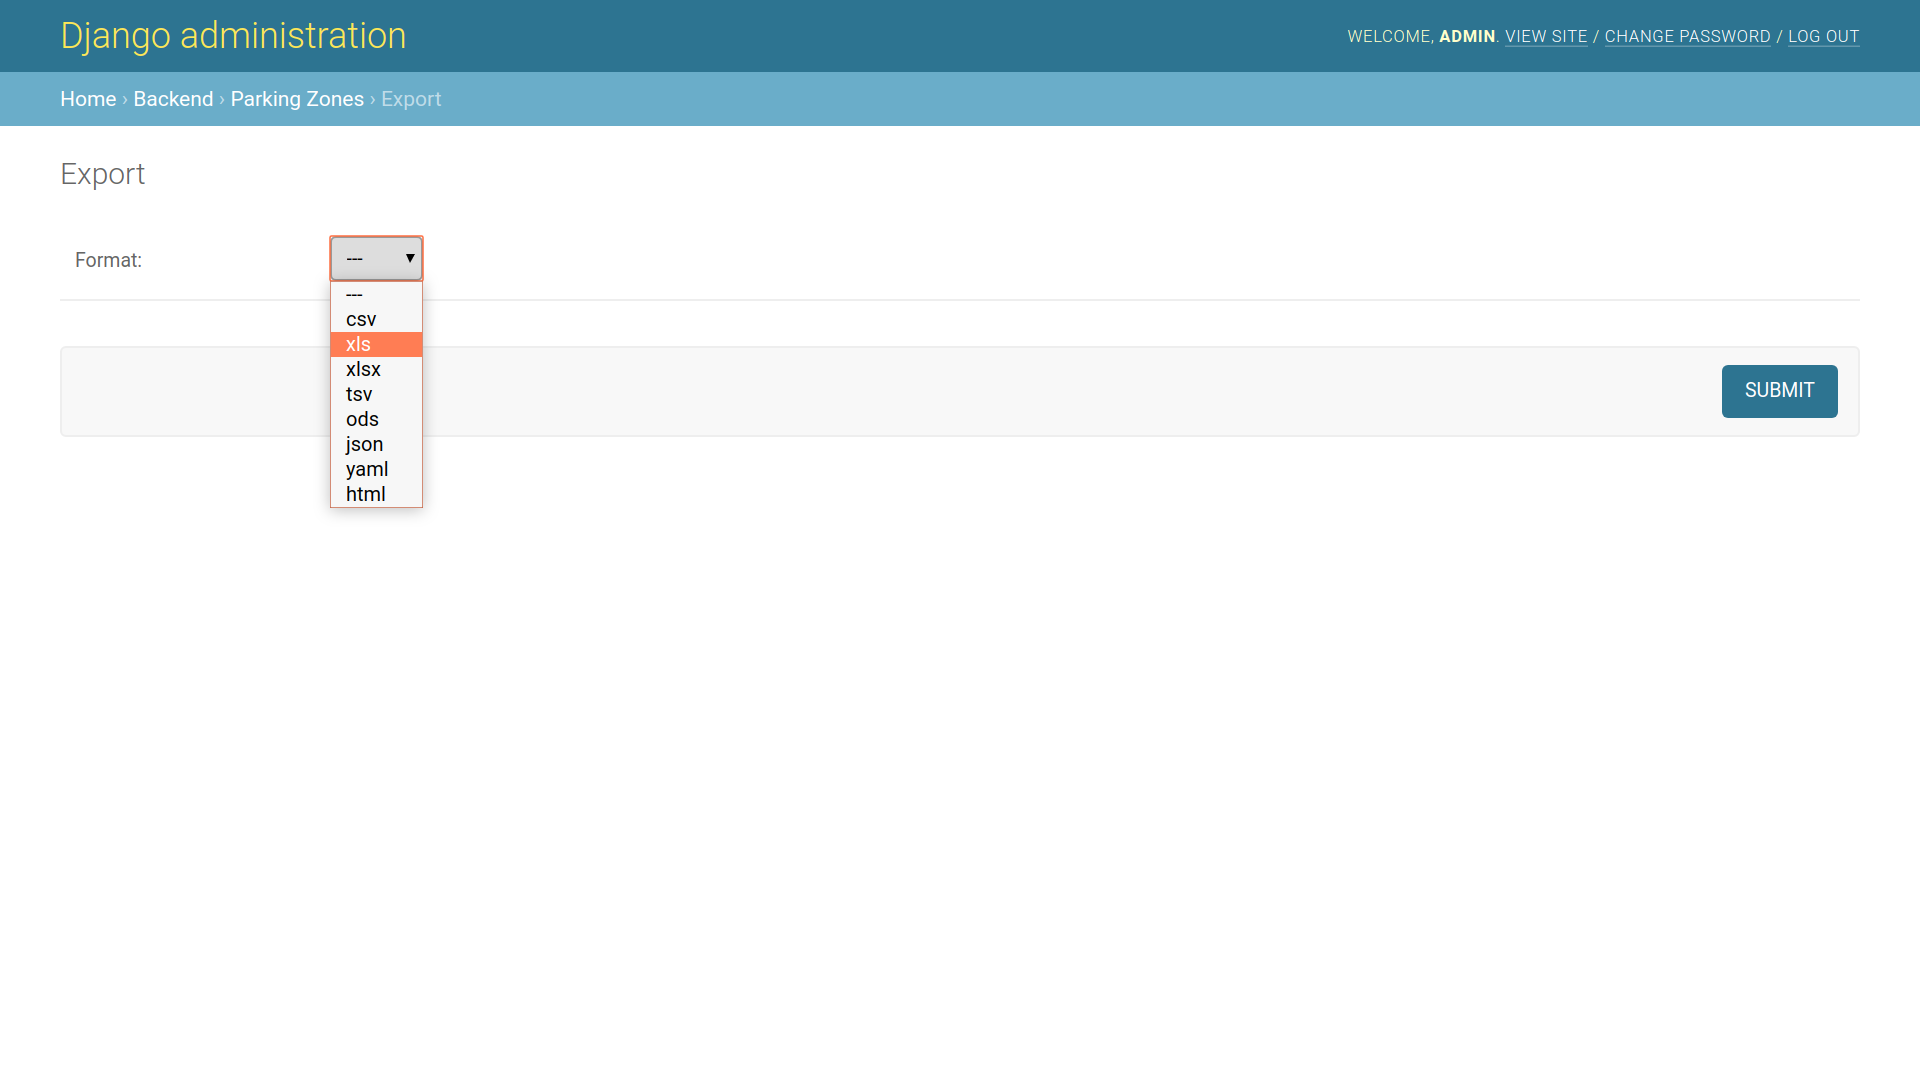 Django administration
WELCOME, ADMIN. VIEW SITE / CHANGE PASSWORD / LOG OUT
Home › Backend › Parking Zones › Export
Export
Format:
---
---
csv
xls
xlsx
tsv
ods
json
yaml
html
SUBMIT